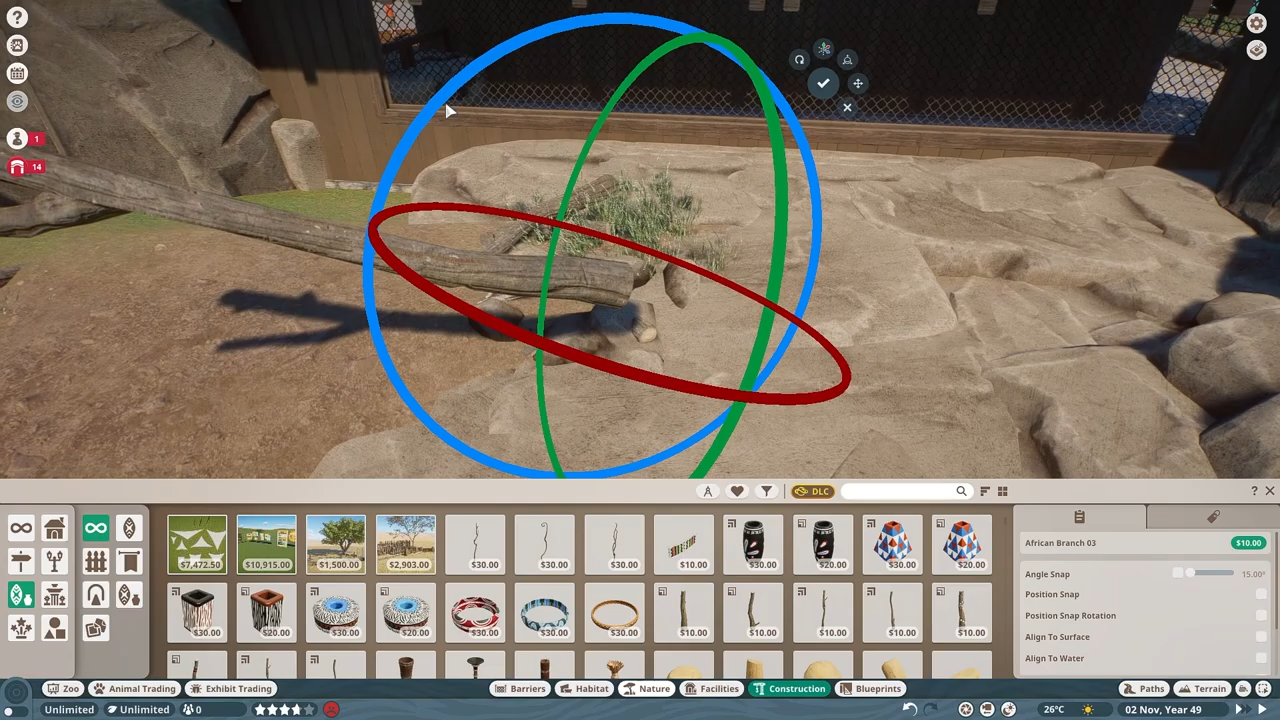 ?
1
14
DLC
? ×
$7,472.50 $10,915.00 $1,500.00 $2,903.00 $30.00 $30.00 $30.00 $10.00 $30.00 $20.00 $30.00 $20.00
$30.00 $20.00 $30.00 $20.00 $30.00 $30.00 $30.00 $10.00 $10.00 $10.00 $10.00 $10.00
African Branch 03 $10.00
Angle Snap 15.00°
Position Snap
Position Snap Rotation
Align To Surface
Align To Water
Zoo Animal Trading Exhibit Trading Barriers Habitat Nature Facilities Construction Blueprints Paths Terrain
Unlimited Unlimited 0 26°C 02 Nov, Year 49